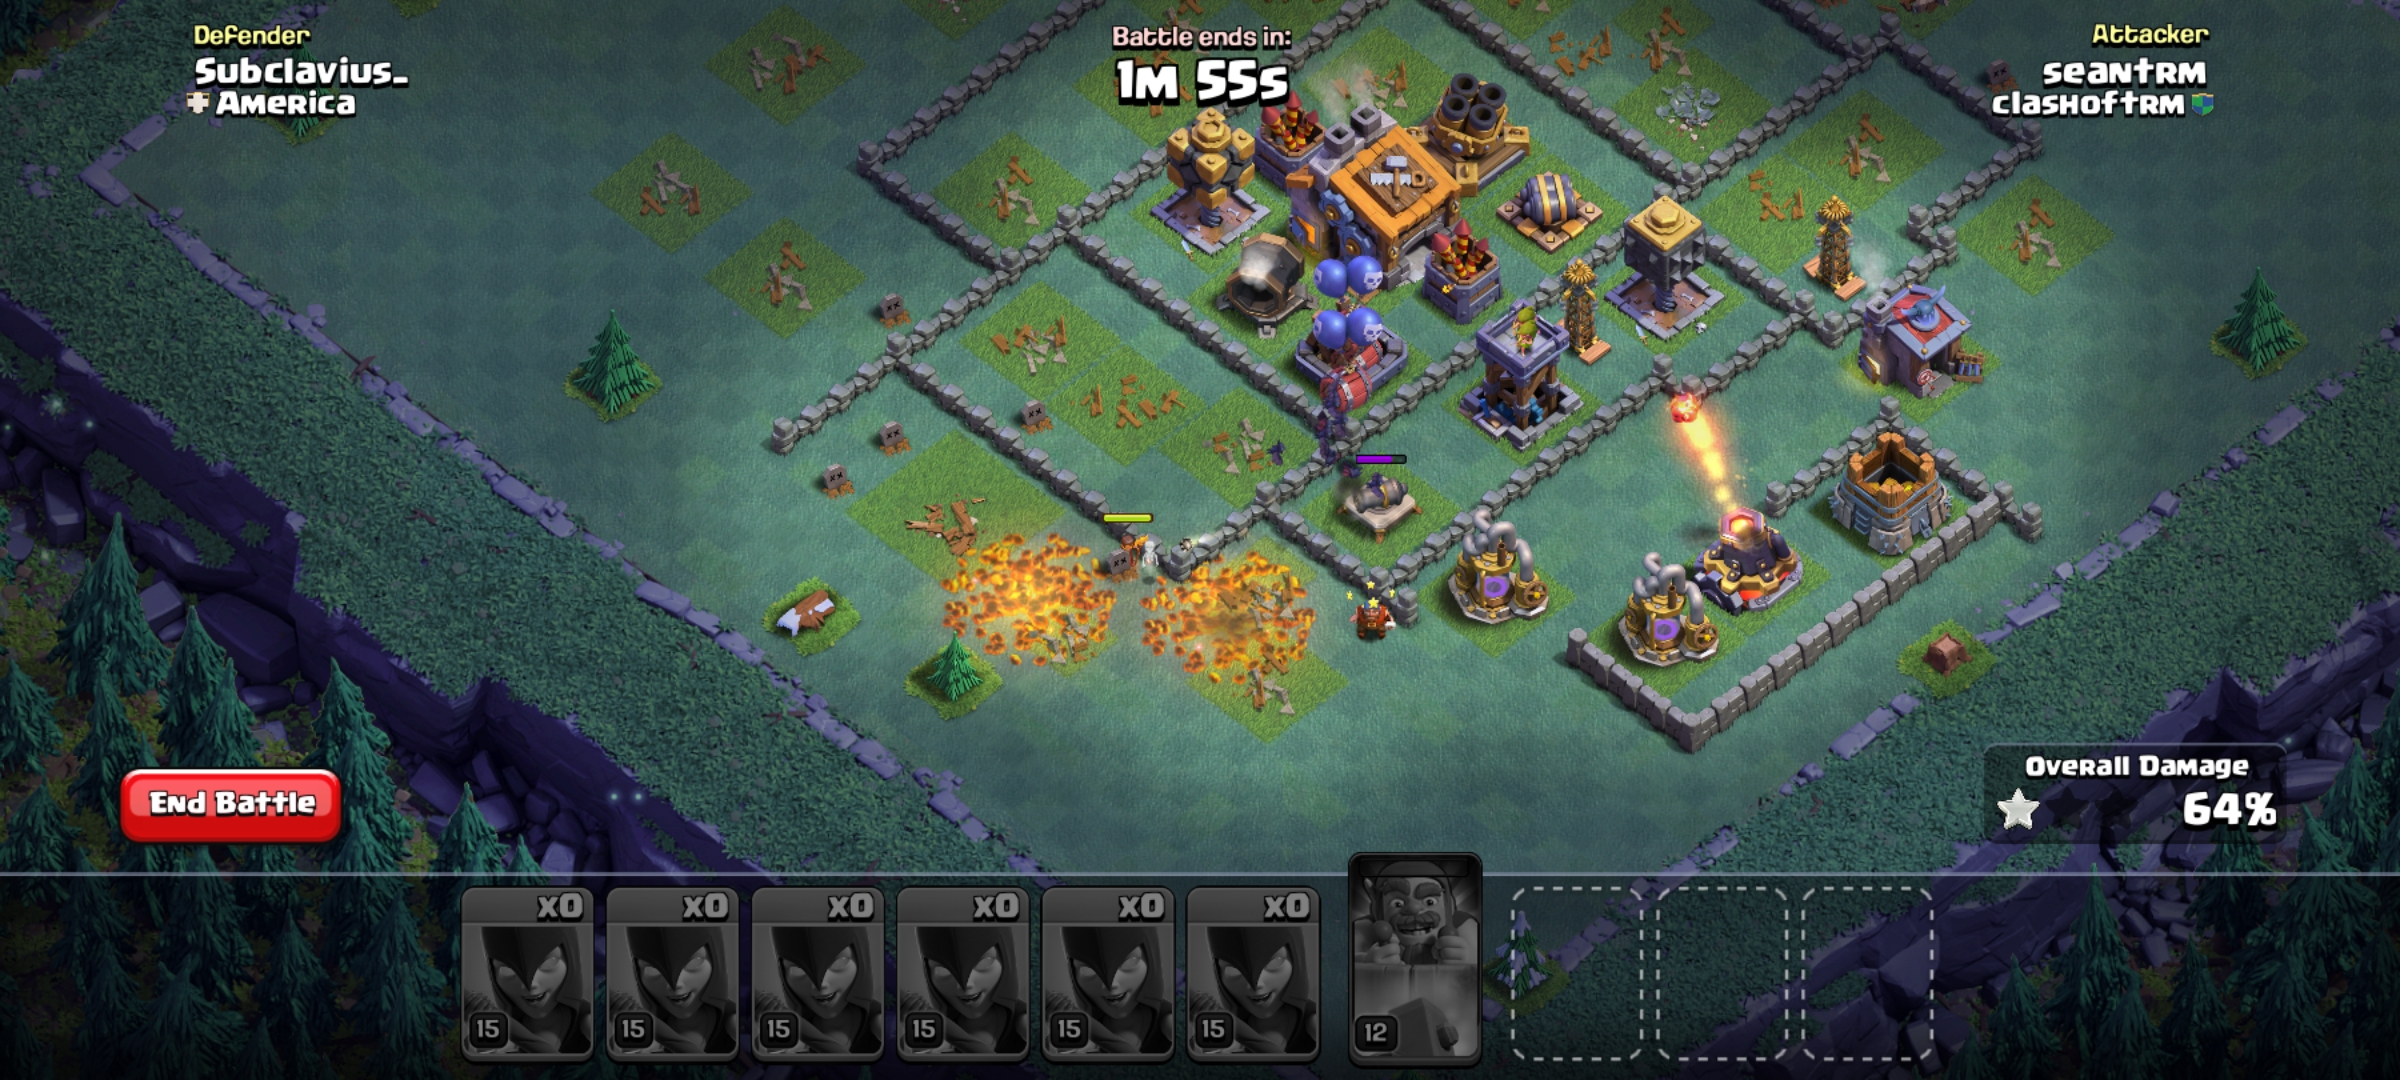 Defender
Subclavius_
America
Battle ends in:
1M 55s
Attacker
seantRM
clashoftRM
End Battle
Overall Damage
64%
x0
x0
x0
x0
x0
x0
15
15
15
15
15
15
12